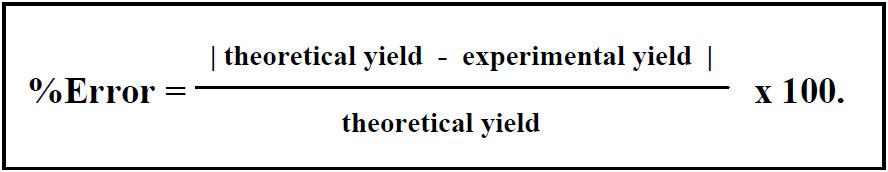 | theoretical yield - experimental yield |
%Error = x 100.
theoretical yield